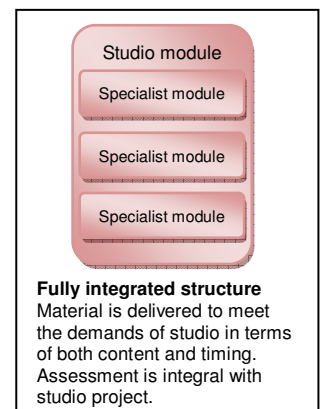 Studio module
Specialist module
Specialist module
Specialist module
Fully integrated structure
Material is delivered to meet
the demands of studio in terms
of both content and timing.
Assessment is integral with
studio project.